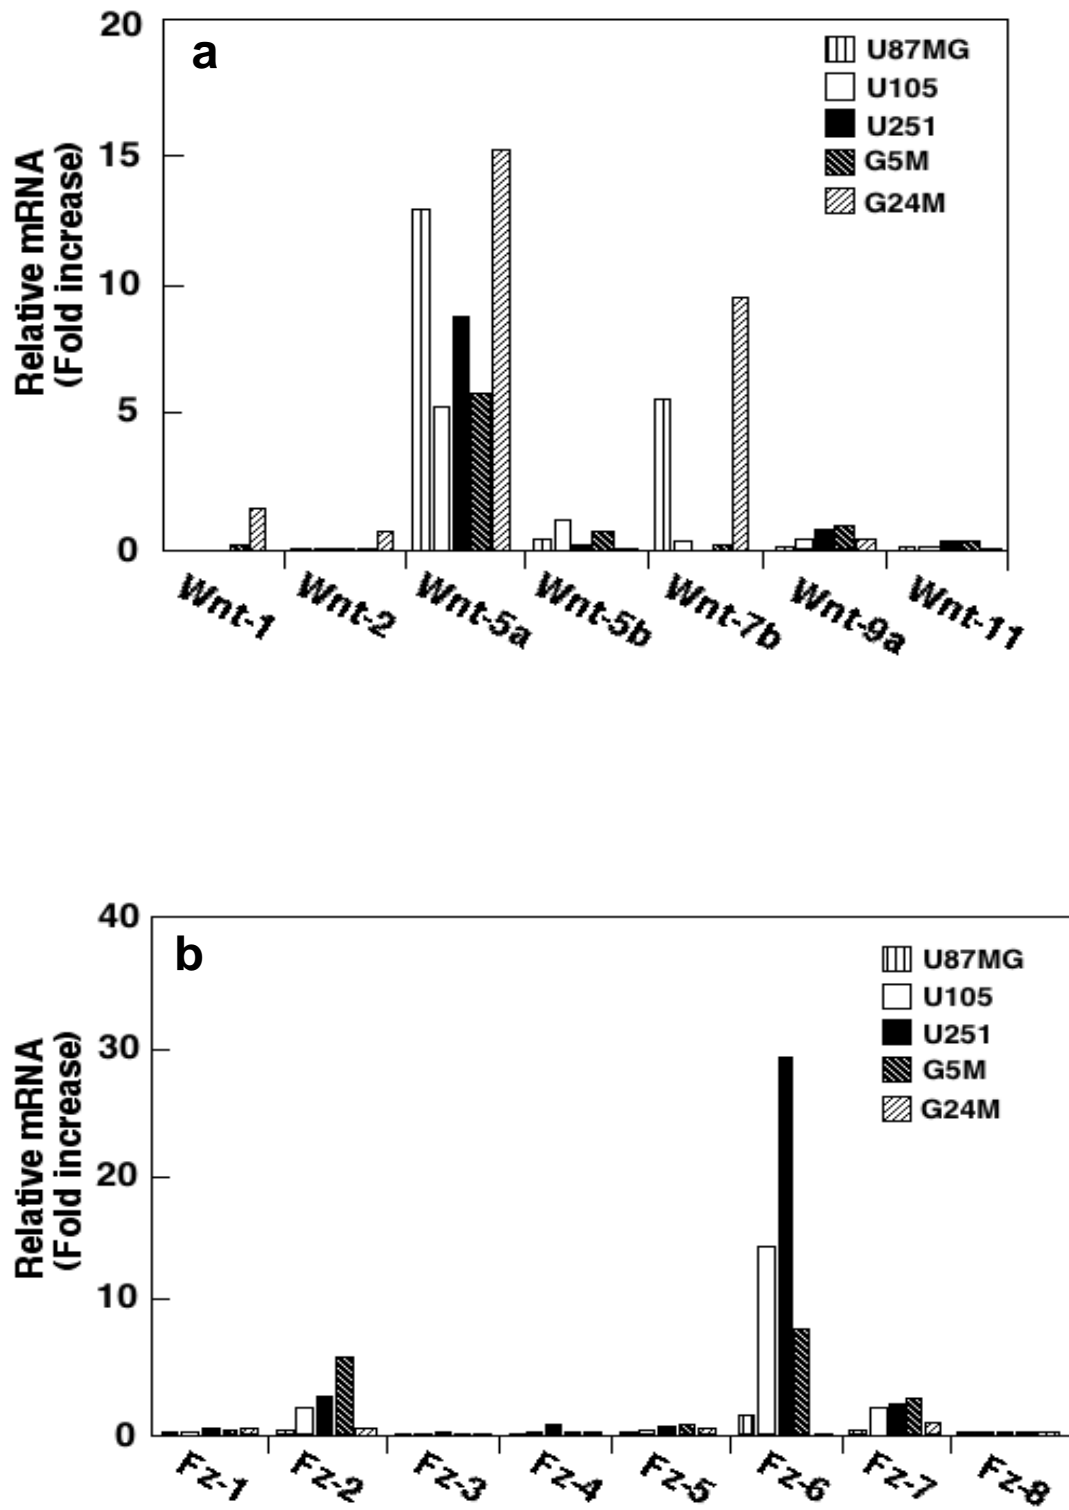 a
20
15
10
5
0
Relative mRNA
(Fold increase)
U87MG
U105
U251
G5M
G24M
Wnt-1
Wnt-2
Wnt-5a
Wnt-5b
Wnt-7b
Wnt-9a
Wnt-11
b
40
30
20
10
0
Relative mRNA
(Fold increase)
U87MG
U105
U251
G5M
G24M
Fz-1
Fz-2
Fz-3
Fz-4
Fz-5
Fz-6
Fz-7
Fz-8